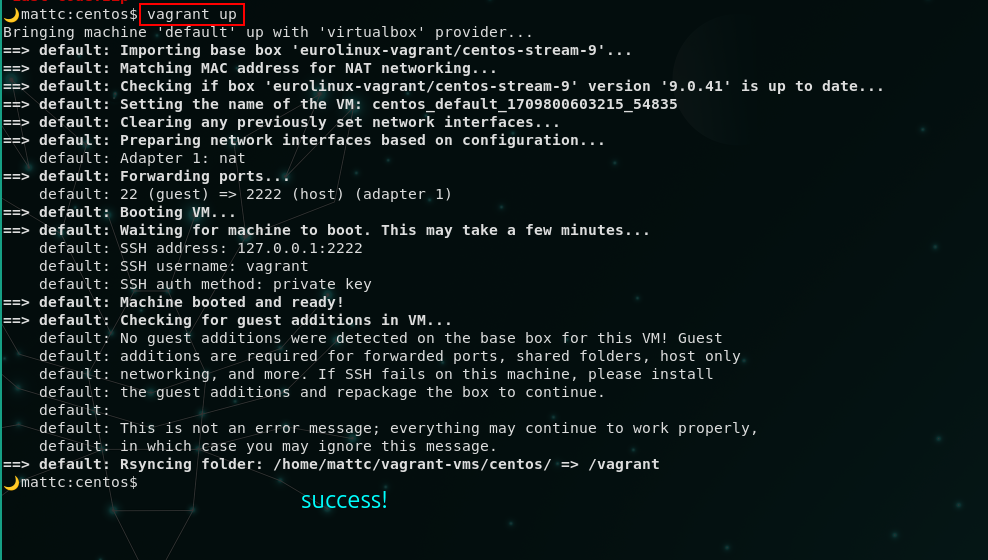 mattc:centos$ vagrant up
Bringing machine 'default' up with 'virtualbox' provider...
==> default: Importing base box 'eurolinux-vagrant/centos-stream-9'...
==> default: Matching MAC address for NAT networking...
==> default: Checking if box 'eurolinux-vagrant/centos-stream-9' version '9.0.41' is up to date...
==> default: Setting the name of the VM: centos_default_1709800603215_54835
==> default: Clearing any previously set network interfaces...
==> default: Preparing network interfaces based on configuration...
    default: Adapter 1: nat
==> default: Forwarding ports...
    default: 22 (guest) => 2222 (host) (adapter 1)
==> default: Booting VM...
==> default: Waiting for machine to boot. This may take a few minutes...
    default: SSH address: 127.0.0.1:2222
    default: SSH username: vagrant
    default: SSH auth method: private key
==> default: Machine booted and ready!
==> default: Checking for guest additions in VM...
    default: No guest additions were detected on the base box for this VM! Guest
    default: additions are required for forwarded ports, shared folders, host only
    default: networking, and more. If SSH fails on this machine, please install
    default: the guest additions and repackage the box to continue.
    default:
    default: This is not an error message; everything may continue to work properly,
    default: in which case you may ignore this message.
==> default: Rsyncing folder: /home/mattc/vagrant-vms/centos/ => /vagrant
mattc:centos$
success!